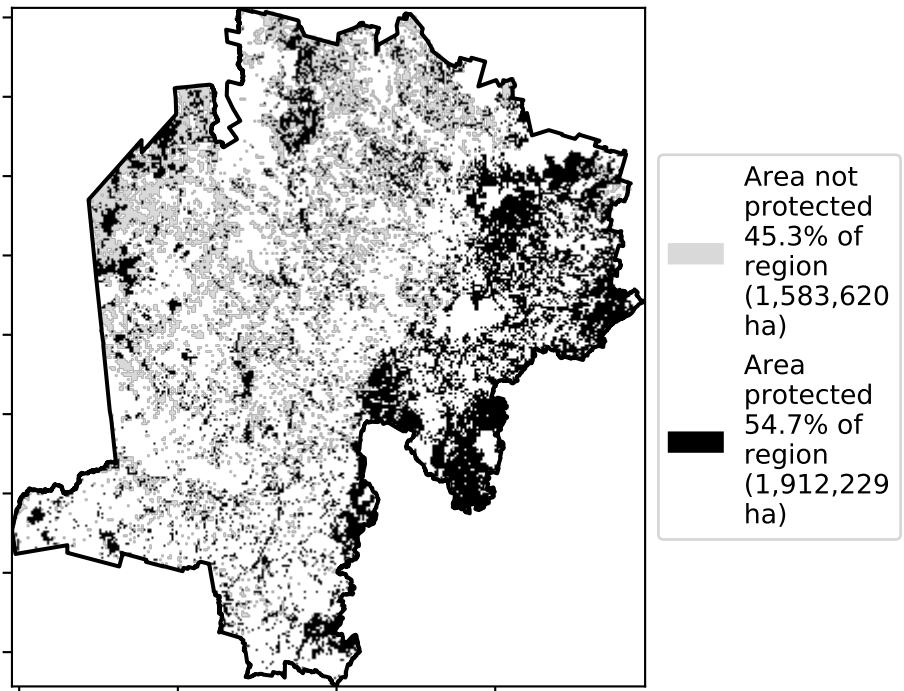 Area not
protected
45.3% of
region
(1,583,620
ha)
Area
protected
54.7% of
region
(1,912,229
ha)